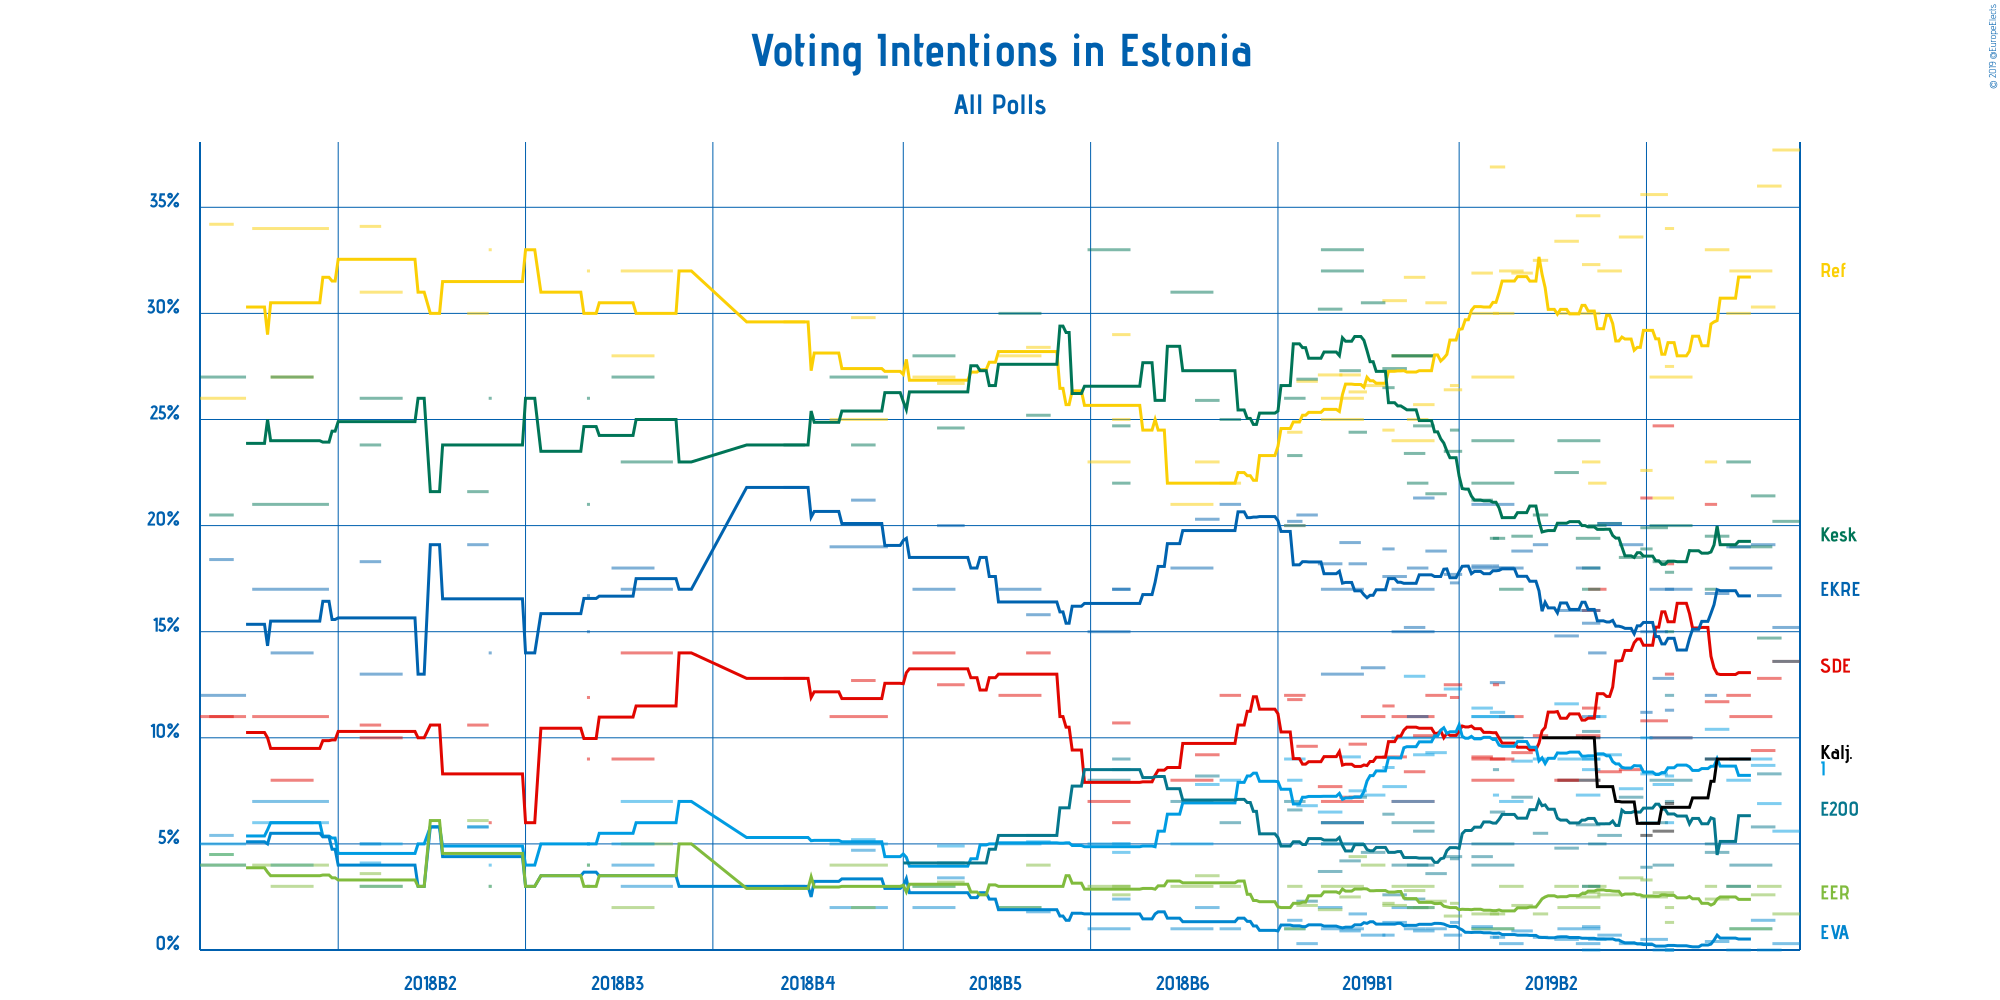 © 2019 @EuropeElects
Voting Intentions in Estonia
All Polls
35%
30%
25%
20%
15%
10%
5%
0%
Ref
Kesk
EKRE
SDE
Kalj.
I
E200
EER
EVA
2018B2 2018B3 2018B4 2018B5 2018B6 2019B1 2019B2